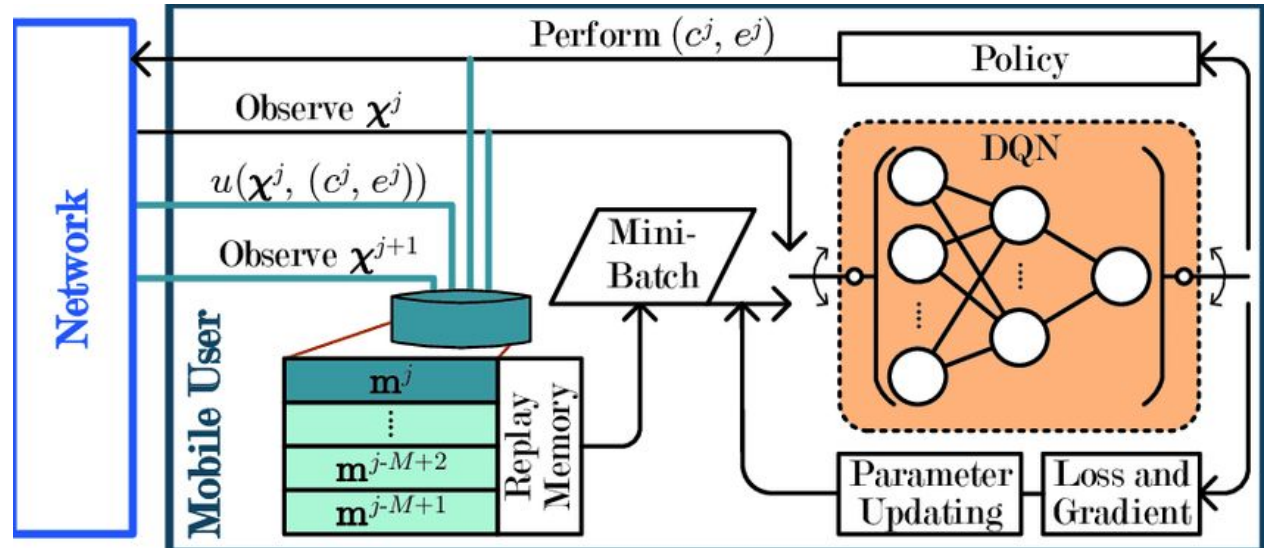 Network
Mobile User
Perform (c^j, e^j)
Policy
Observe χ^j
u(χ^j, (c^j, e^j))
Observe χ^{j+1}
DQN
Mini-
Batch
m^j
m^{j-M+2}
m^{j-M+1}
Replay
Memory
Parameter
Updating
Loss and
Gradient